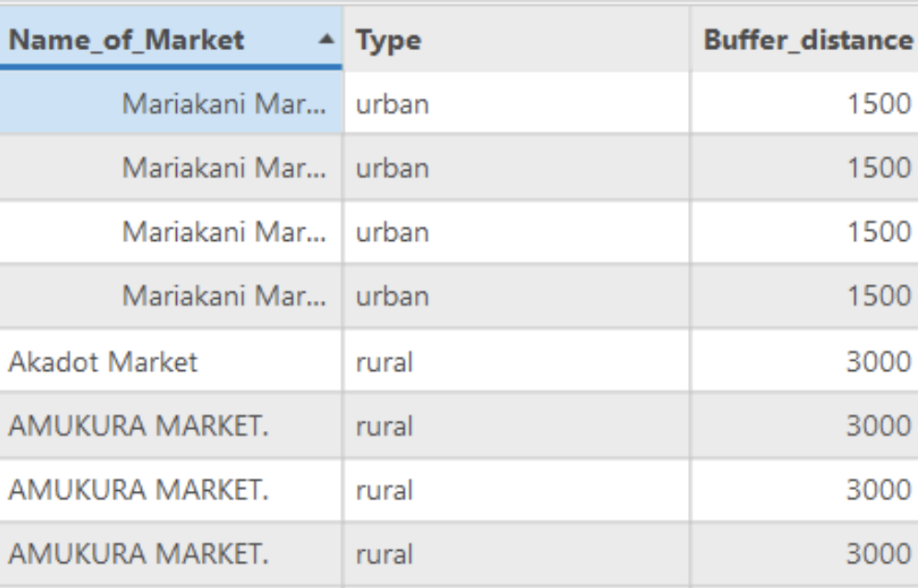 Name_of_Market Type Buffer_distance
Mariakani Mar... urban 1500
Mariakani Mar... urban 1500
Mariakani Mar... urban 1500
Mariakani Mar... urban 1500
Akadot Market rural 3000
AMUKURA MARKET. rural 3000
AMUKURA MARKET. rural 3000
AMUKURA MARKET. rural 3000